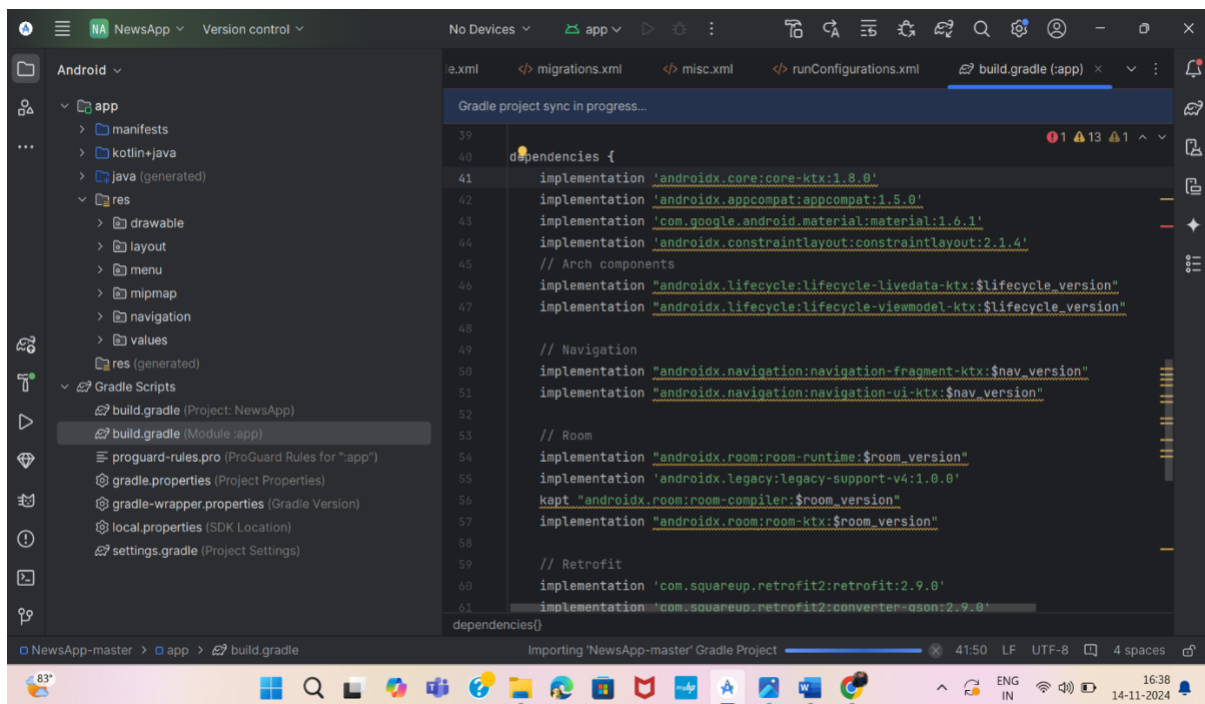 NA NewsApp Version control No Devices app
Android
le.xml migrations.xml misc.xml runConfigurations.xml build.gradle (:app)
Gradle project sync in progress...
app
manifests
kotlin+java
java (generated)
res
drawable
layout
menu
mipmap
navigation
values
res (generated)
Gradle Scripts
build.gradle (Project: NewsApp)
build.gradle (Module :app)
proguard-rules.pro (ProGuard Rules for ":app")
gradle.properties (Project Properties)
gradle-wrapper.properties (Gradle Version)
local.properties (SDK Location)
settings.gradle (Project Settings)
1 13 1
39
40 dependencies {
41 implementation 'androidx.core:core-ktx:1.8.0'
42 implementation 'androidx.appcompat:appcompat:1.5.0'
43 implementation 'com.google.android.material:material:1.6.1'
44 implementation 'androidx.constraintlayout:constraintlayout:2.1.4'
45 // Arch components
46 implementation "androidx.lifecycle:lifecycle-livedata-ktx:$lifecycle_version"
47 implementation "androidx.lifecycle:lifecycle-viewmodel-ktx:$lifecycle_version"
48
49 // Navigation
50 implementation "androidx.navigation:navigation-fragment-ktx:$nav_version"
51 implementation "androidx.navigation:navigation-ui-ktx:$nav_version"
52
53 // Room
54 implementation "androidx.room:room-runtime:$room_version"
55 implementation 'androidx.legacy:legacy-support-v4:1.0.0'
56 kapt "androidx.room:room-compiler:$room_version"
57 implementation "androidx.room:room-ktx:$room_version"
58
59 // Retrofit
60 implementation 'com.squareup.retrofit2:retrofit:2.9.0'
61 implementation 'com.squareup.retrofit2:converter-gson:2.9.0'
dependencies{}
NewsApp-master > app > build.gradle Importing 'NewsApp-master' Gradle Project 41:50 LF UTF-8 4 spaces
83°
ENG
IN
16:38
14-11-2024